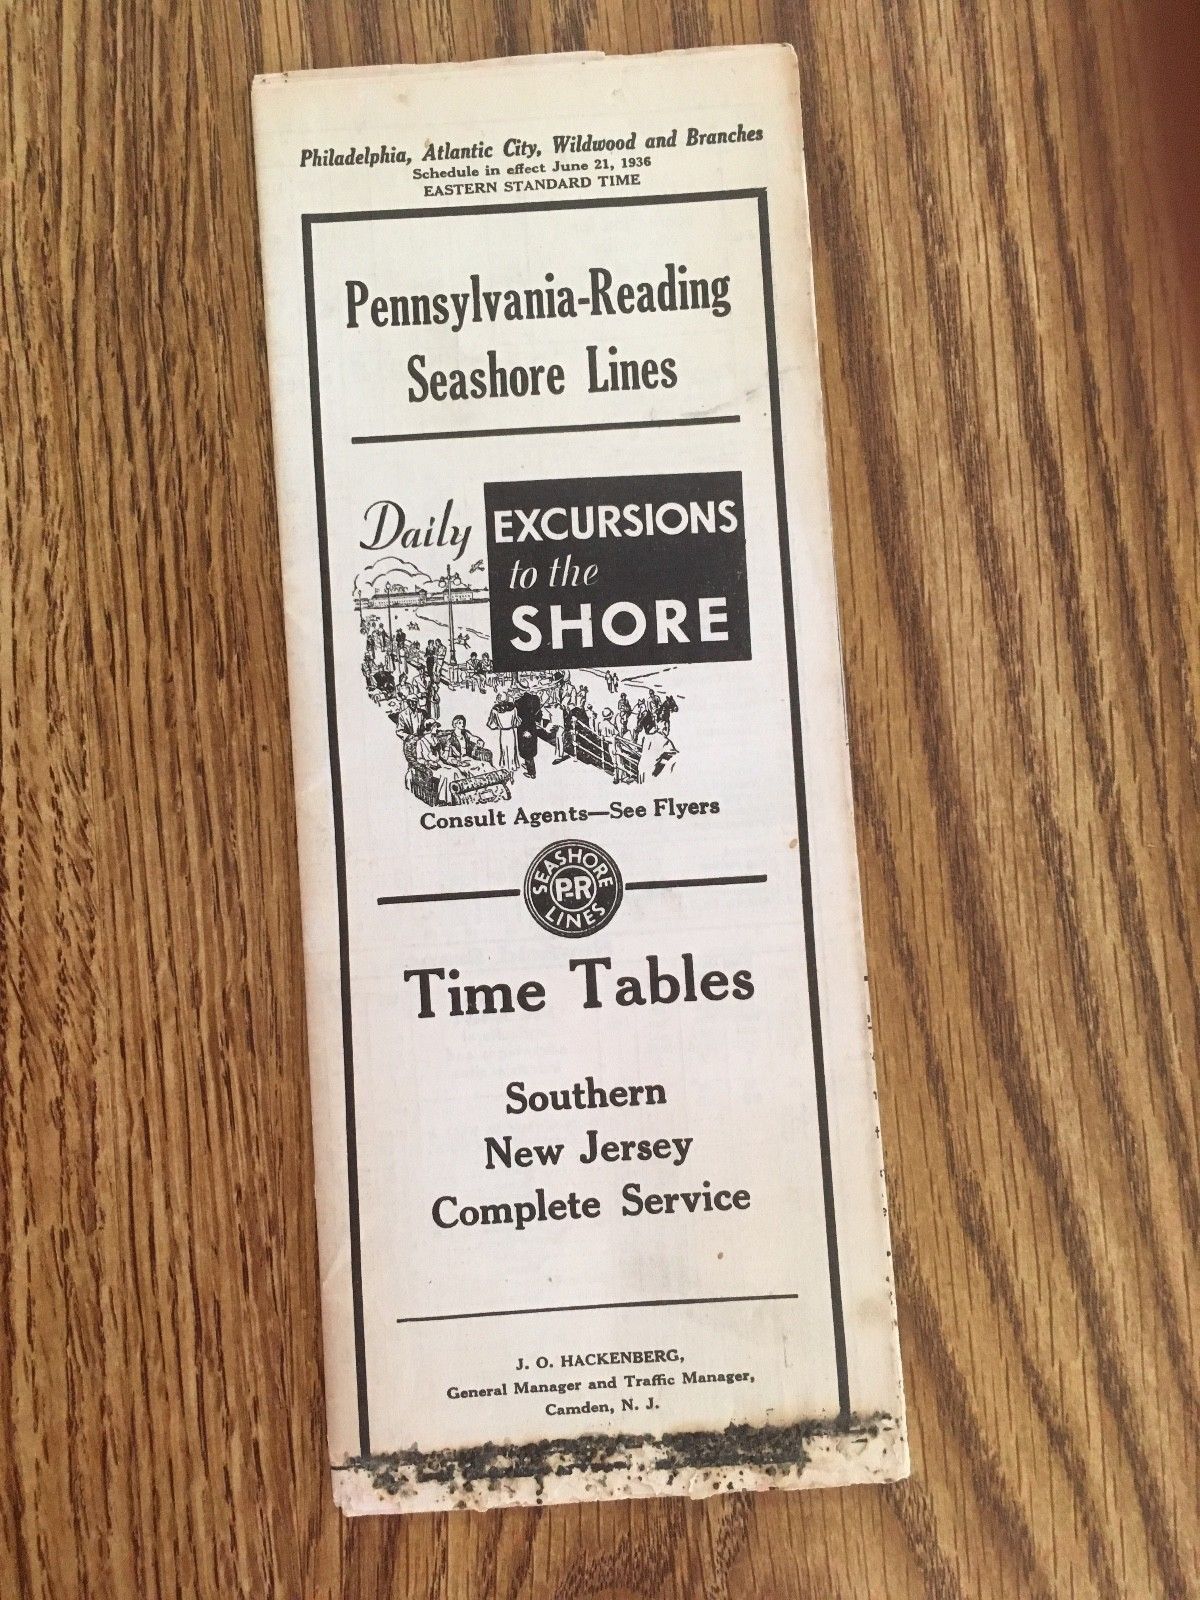 Philadelphia, Atlantic City, Wildwood and Branches
Schedule in effect June 21, 1936
EASTERN STANDARD TIME
Pennsylvania-Reading
Seashore Lines
Daily EXCURSIONS
to the
SHORE
Consult Agents—See Flyers
SEASHORE
P-R
LINES
Time Tables
Southern
New Jersey
Complete Service
J. O. HACKENBERG,
General Manager and Traffic Manager,
Camden, N. J.